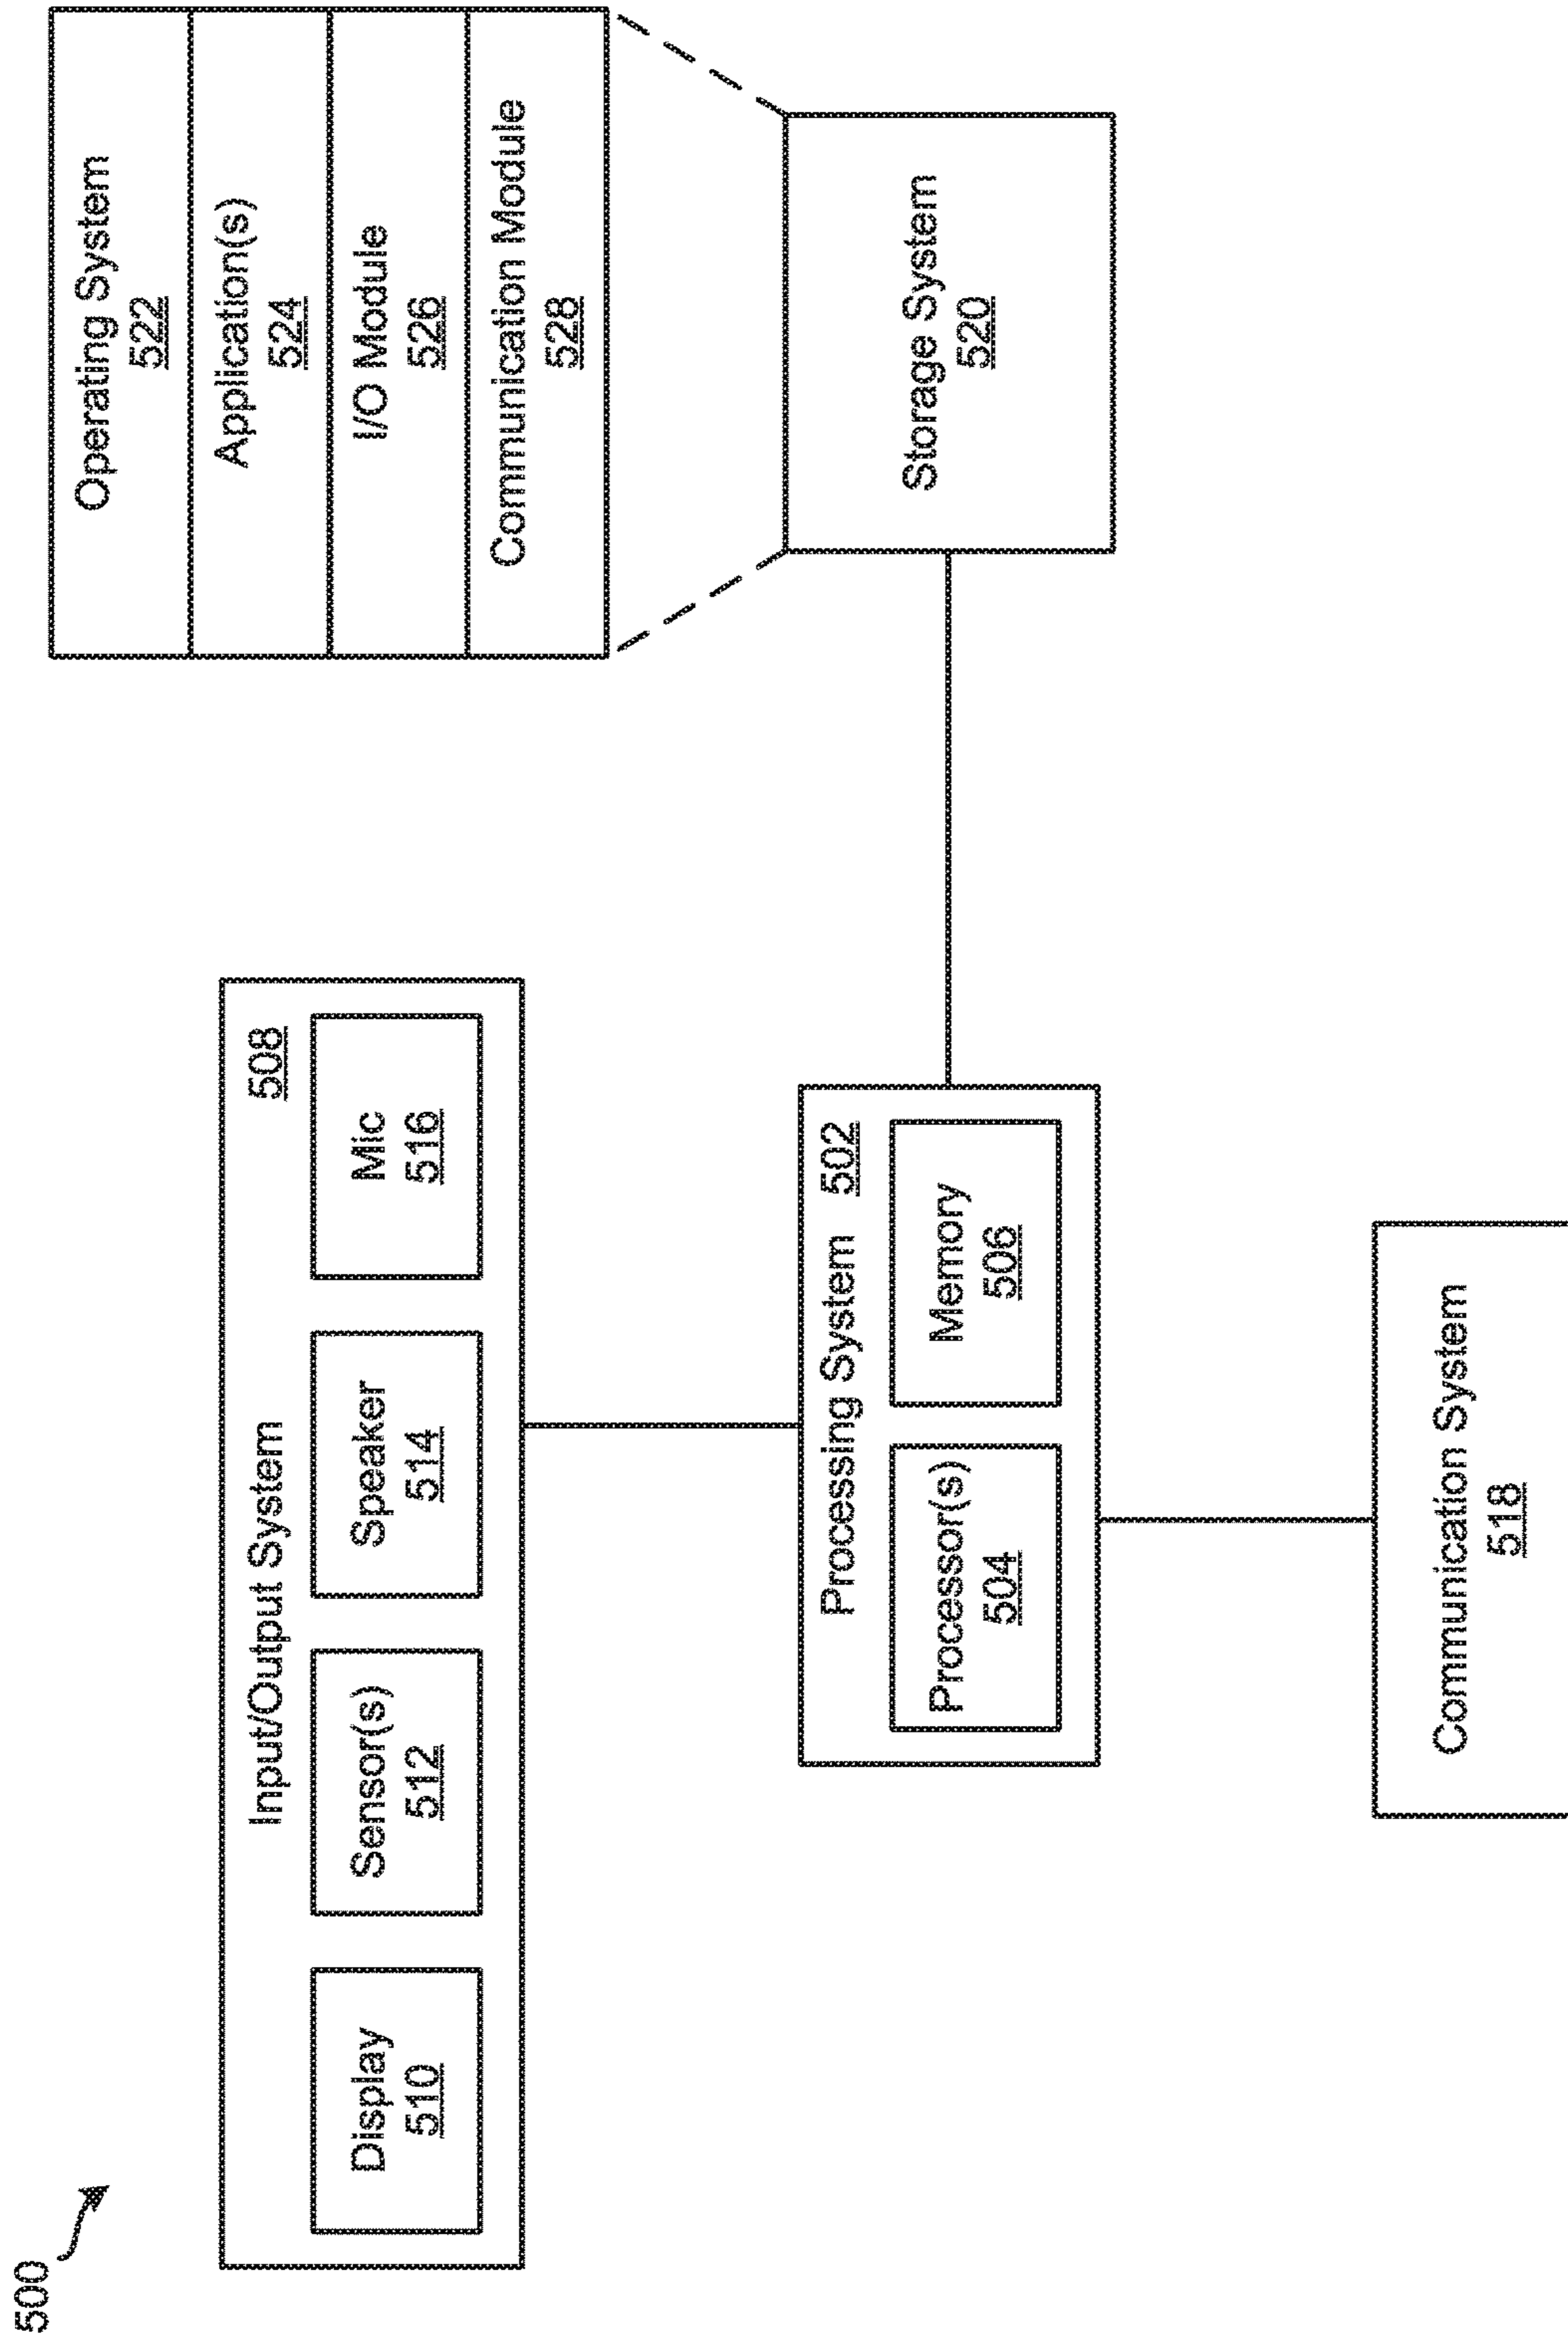 500
Input/Output System
508
Display
510
Sensor(s)
512
Speaker
514
Mic
516
Processing System
502
Processor(s)
504
Memory
506
Communication System
518
Operating System
522
Application(s)
524
I/O Module
526
Communication Module
528
Storage System
520